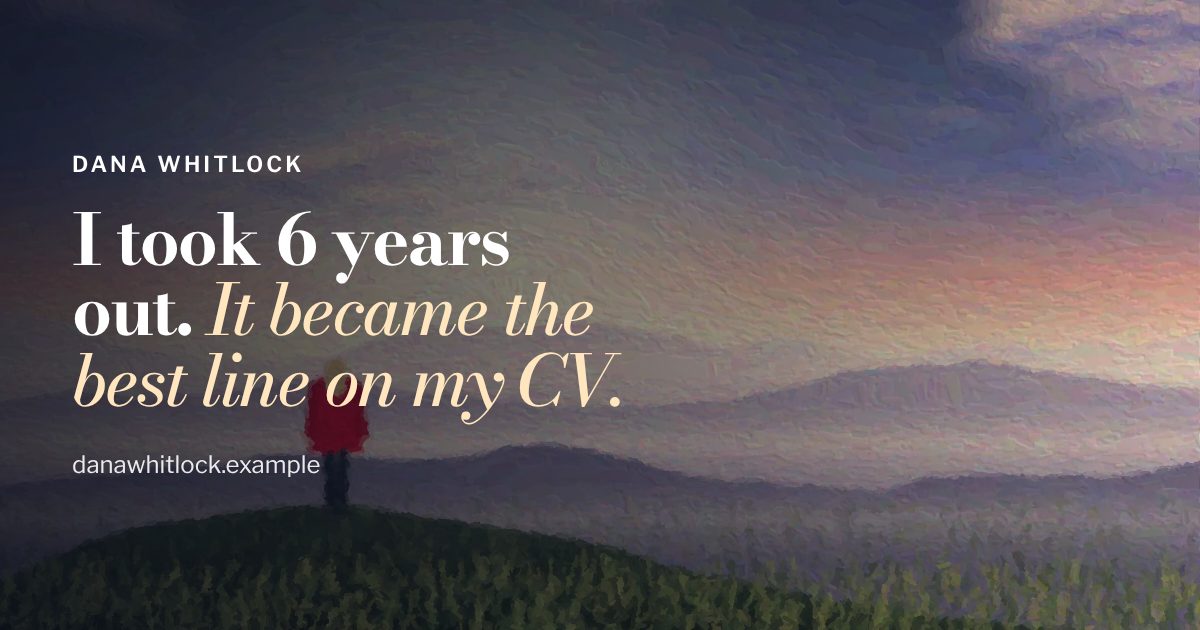 DANA WHITLOCK
I took 6 years
out. It became the
best line on my CV.
danawhitlock.example